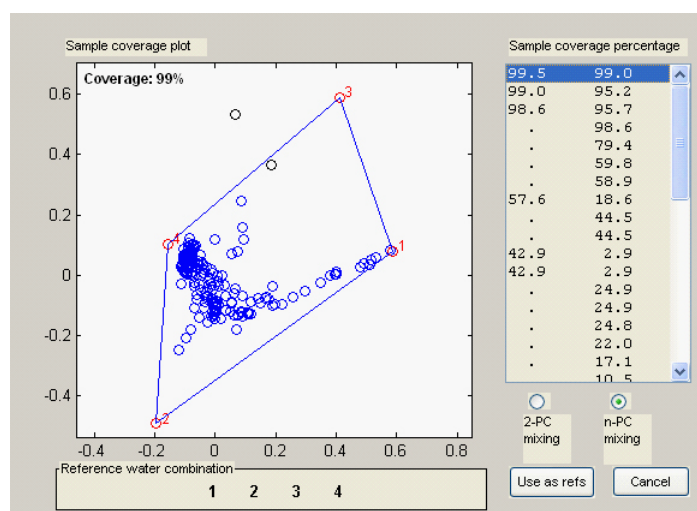 Sample coverage plot
Coverage: 99%
0.6
0.4
0.2
0
-0.2
-0.4
-0.4 -0.2 0 0.2 0.4 0.6 0.8
3
4
1
2
Reference water combination
1 2 3 4
Sample coverage percentage
99.5 99.0
99.0 95.2
98.6 95.7
. 98.6
. 79.4
. 59.8
. 58.9
57.6 18.6
. 44.5
. 44.5
42.9 2.9
42.9 2.9
. 24.9
. 24.9
. 24.8
. 22.0
. 17.1
10.5
2-PC mixing
n-PC mixing
Use as refs
Cancel